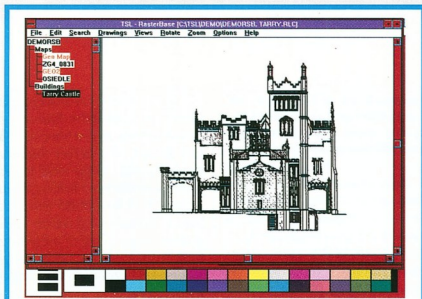 TSL - RasterBase [C:\TSL\DEMO\DEMORSB, TARRY.RLC]
File Edit Search Drawings Views Rotate Zoom Options Help
DEMORSB
Maps
Geo Map
ZG4_0831
GEO2
OSIEDLE
Buildings
Tarry Castle